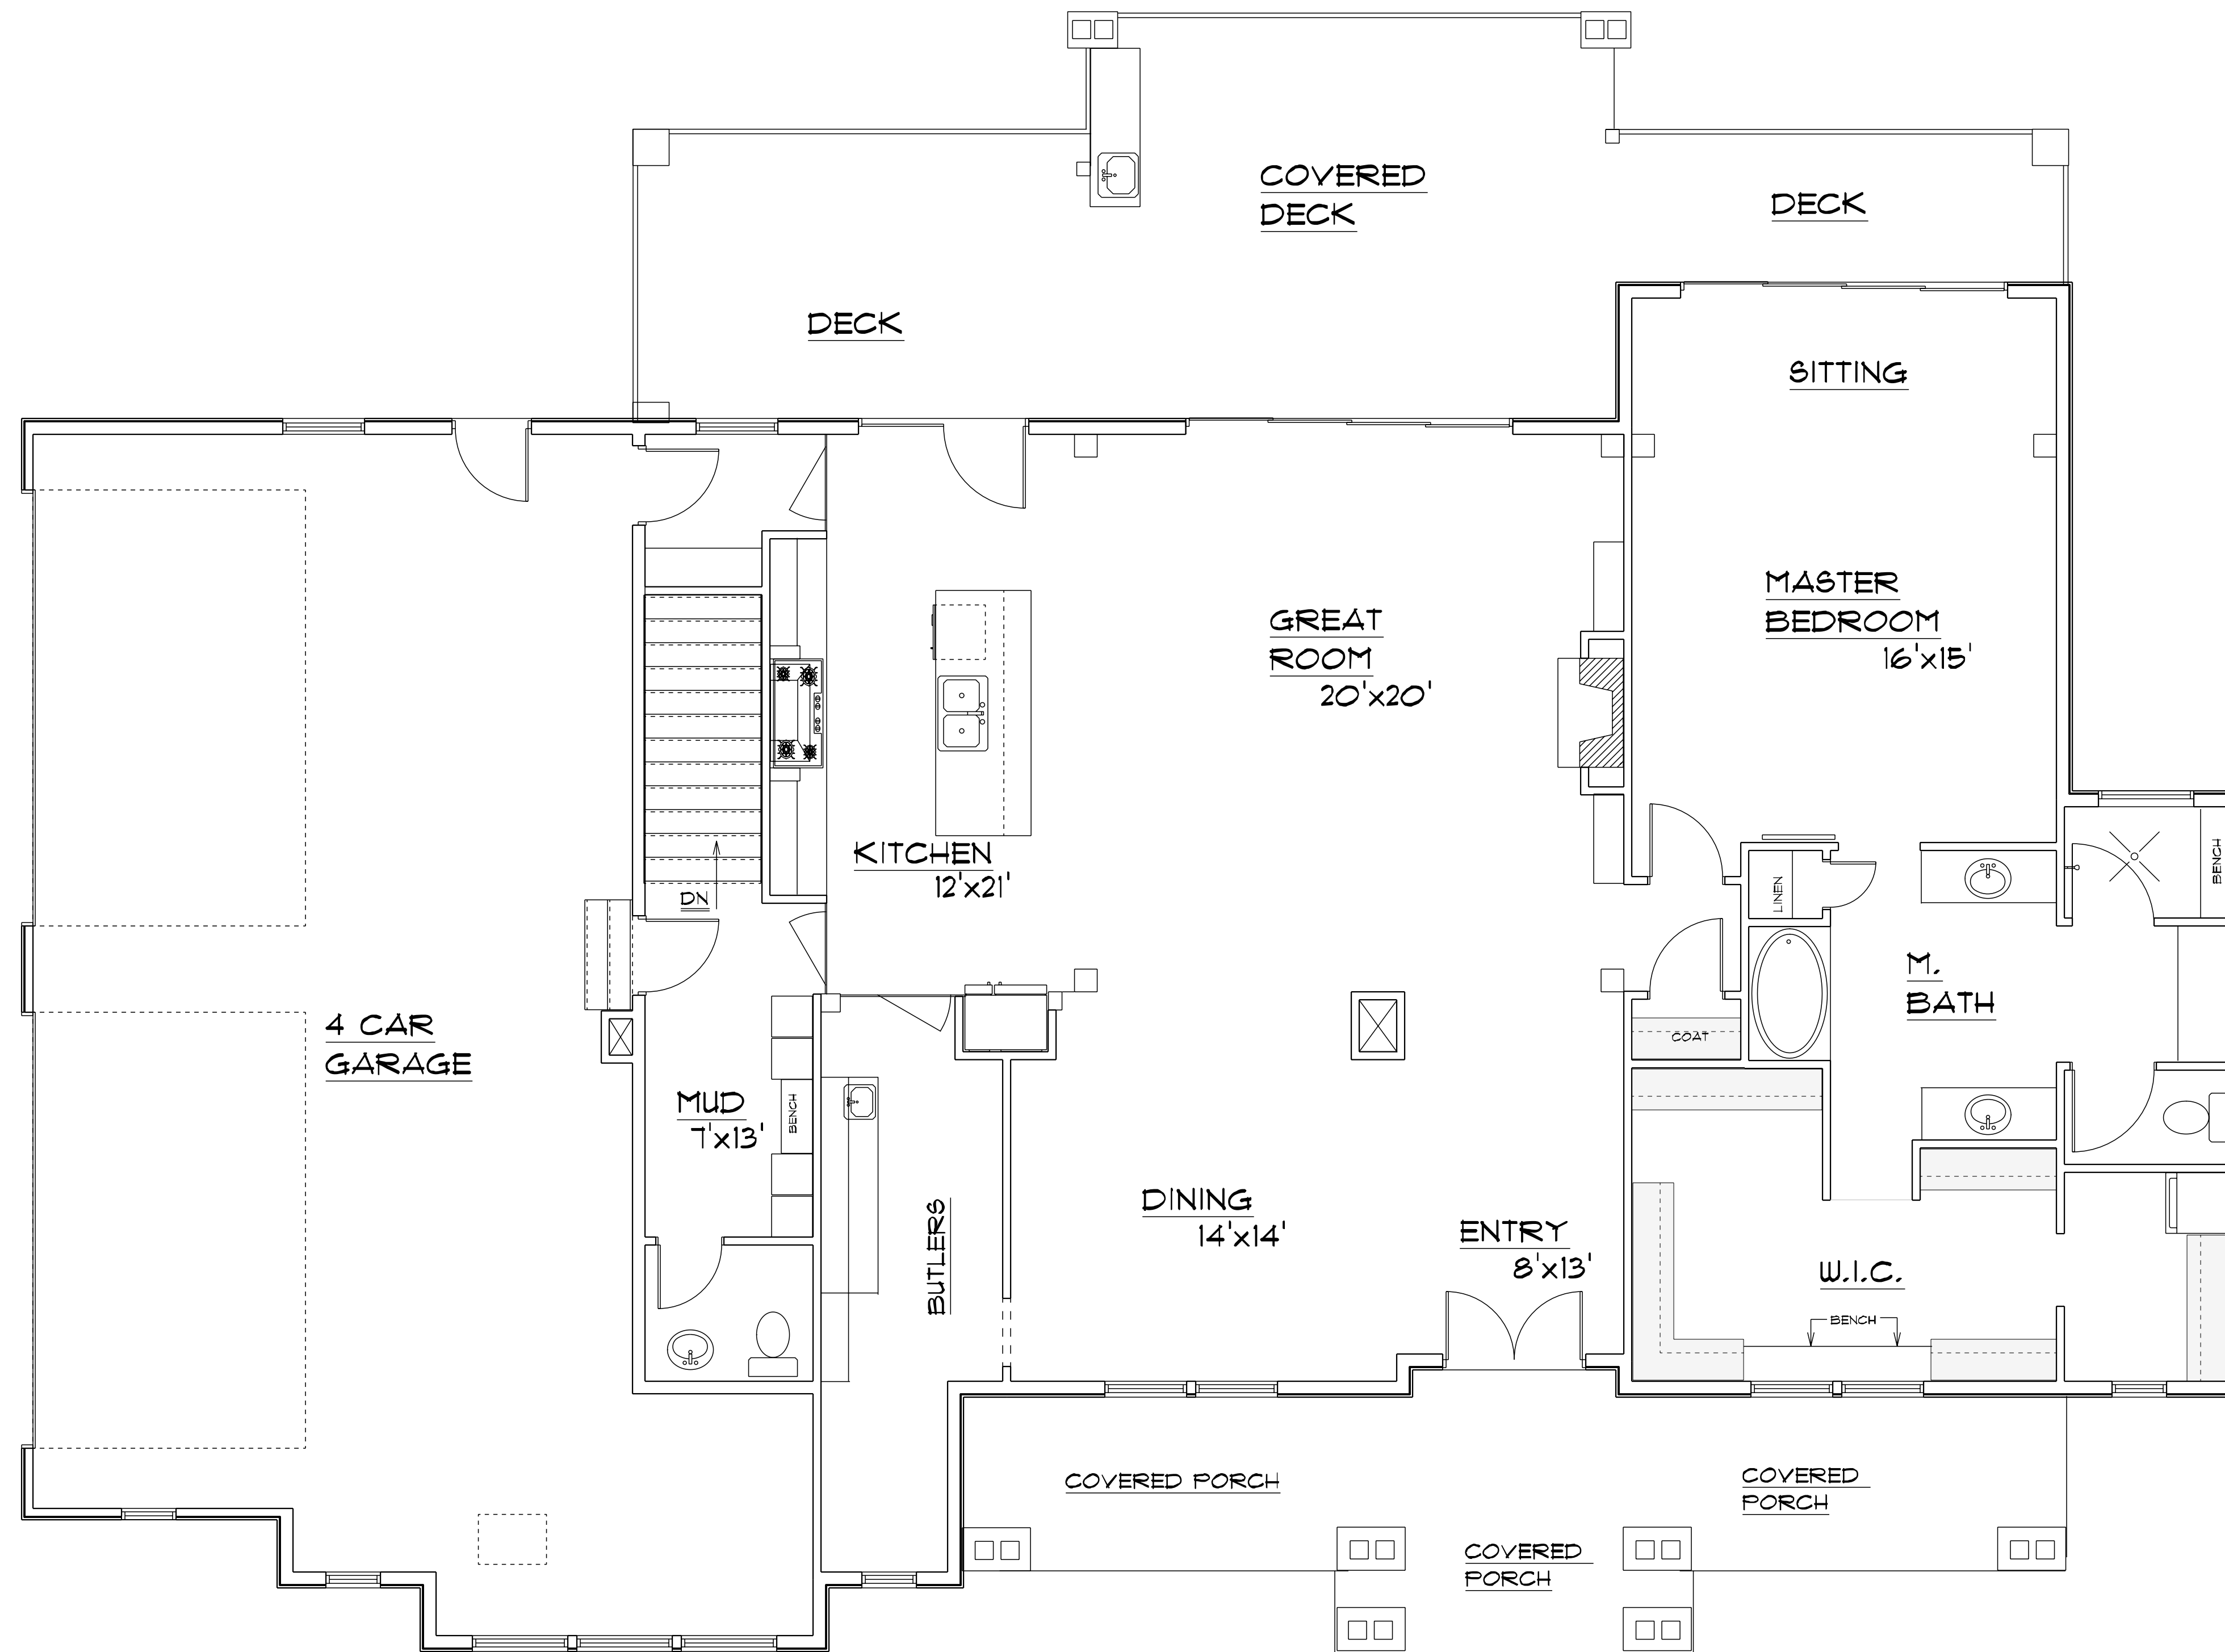 COVERED
DECK
DECK
DECK
SITTING
MASTER
BEDROOM
16'x15'
GREAT
ROOM
20'x20'
KITCHEN
12'x21'
DN
LINEN
BENCH
M.
BATH
COAT
4 CAR
GARAGE
MUD
7'x13'
BENCH
BUTLERS
DINING
14'x14'
ENTRY
8'x13'
W.I.C.
BENCH
COVERED PORCH
COVERED
PORCH
COVERED
PORCH